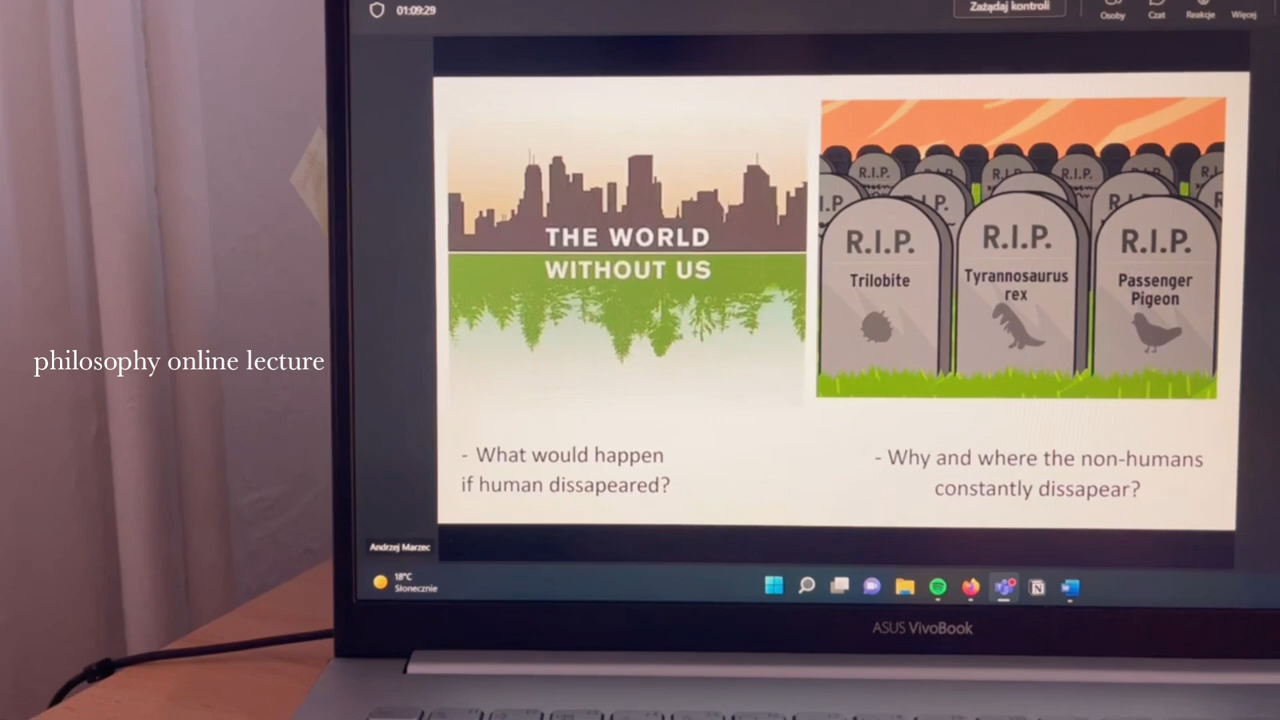 01:09:29
Zażądaj kontroli
Osoby
Czat
Reakcje
Więcej
THE WORLD
WITHOUT US
R.I.P.
R.I.P.
R.I.P.
R.I.P.
R.I.P.
Trilobite
R.I.P.
Tyrannosaurus
rex
R.I.P.
Passenger
Pigeon
philosophy online lecture
- What would happen
if human dissapeared?
- Why and where the non-humans
constantly dissapear?
Andrzej Marzec
18°C
Słonecznie
ASUS VivoBook